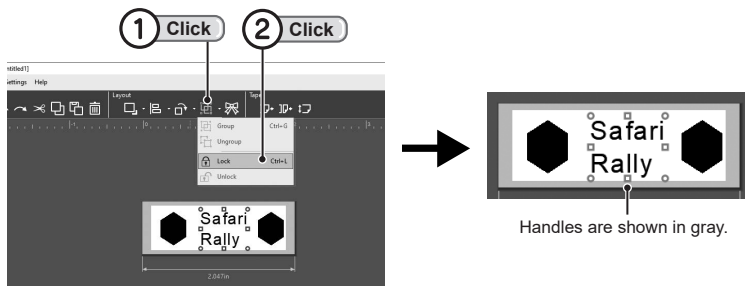 1 Click
2 Click
ntitled1]
Settings Help
Layout
Tape
Group Ctrl+G
Ungroup
Lock Ctrl+L
Unlock
Safari
Rally
2.847in
Safari
Rally
Handles are shown in gray.